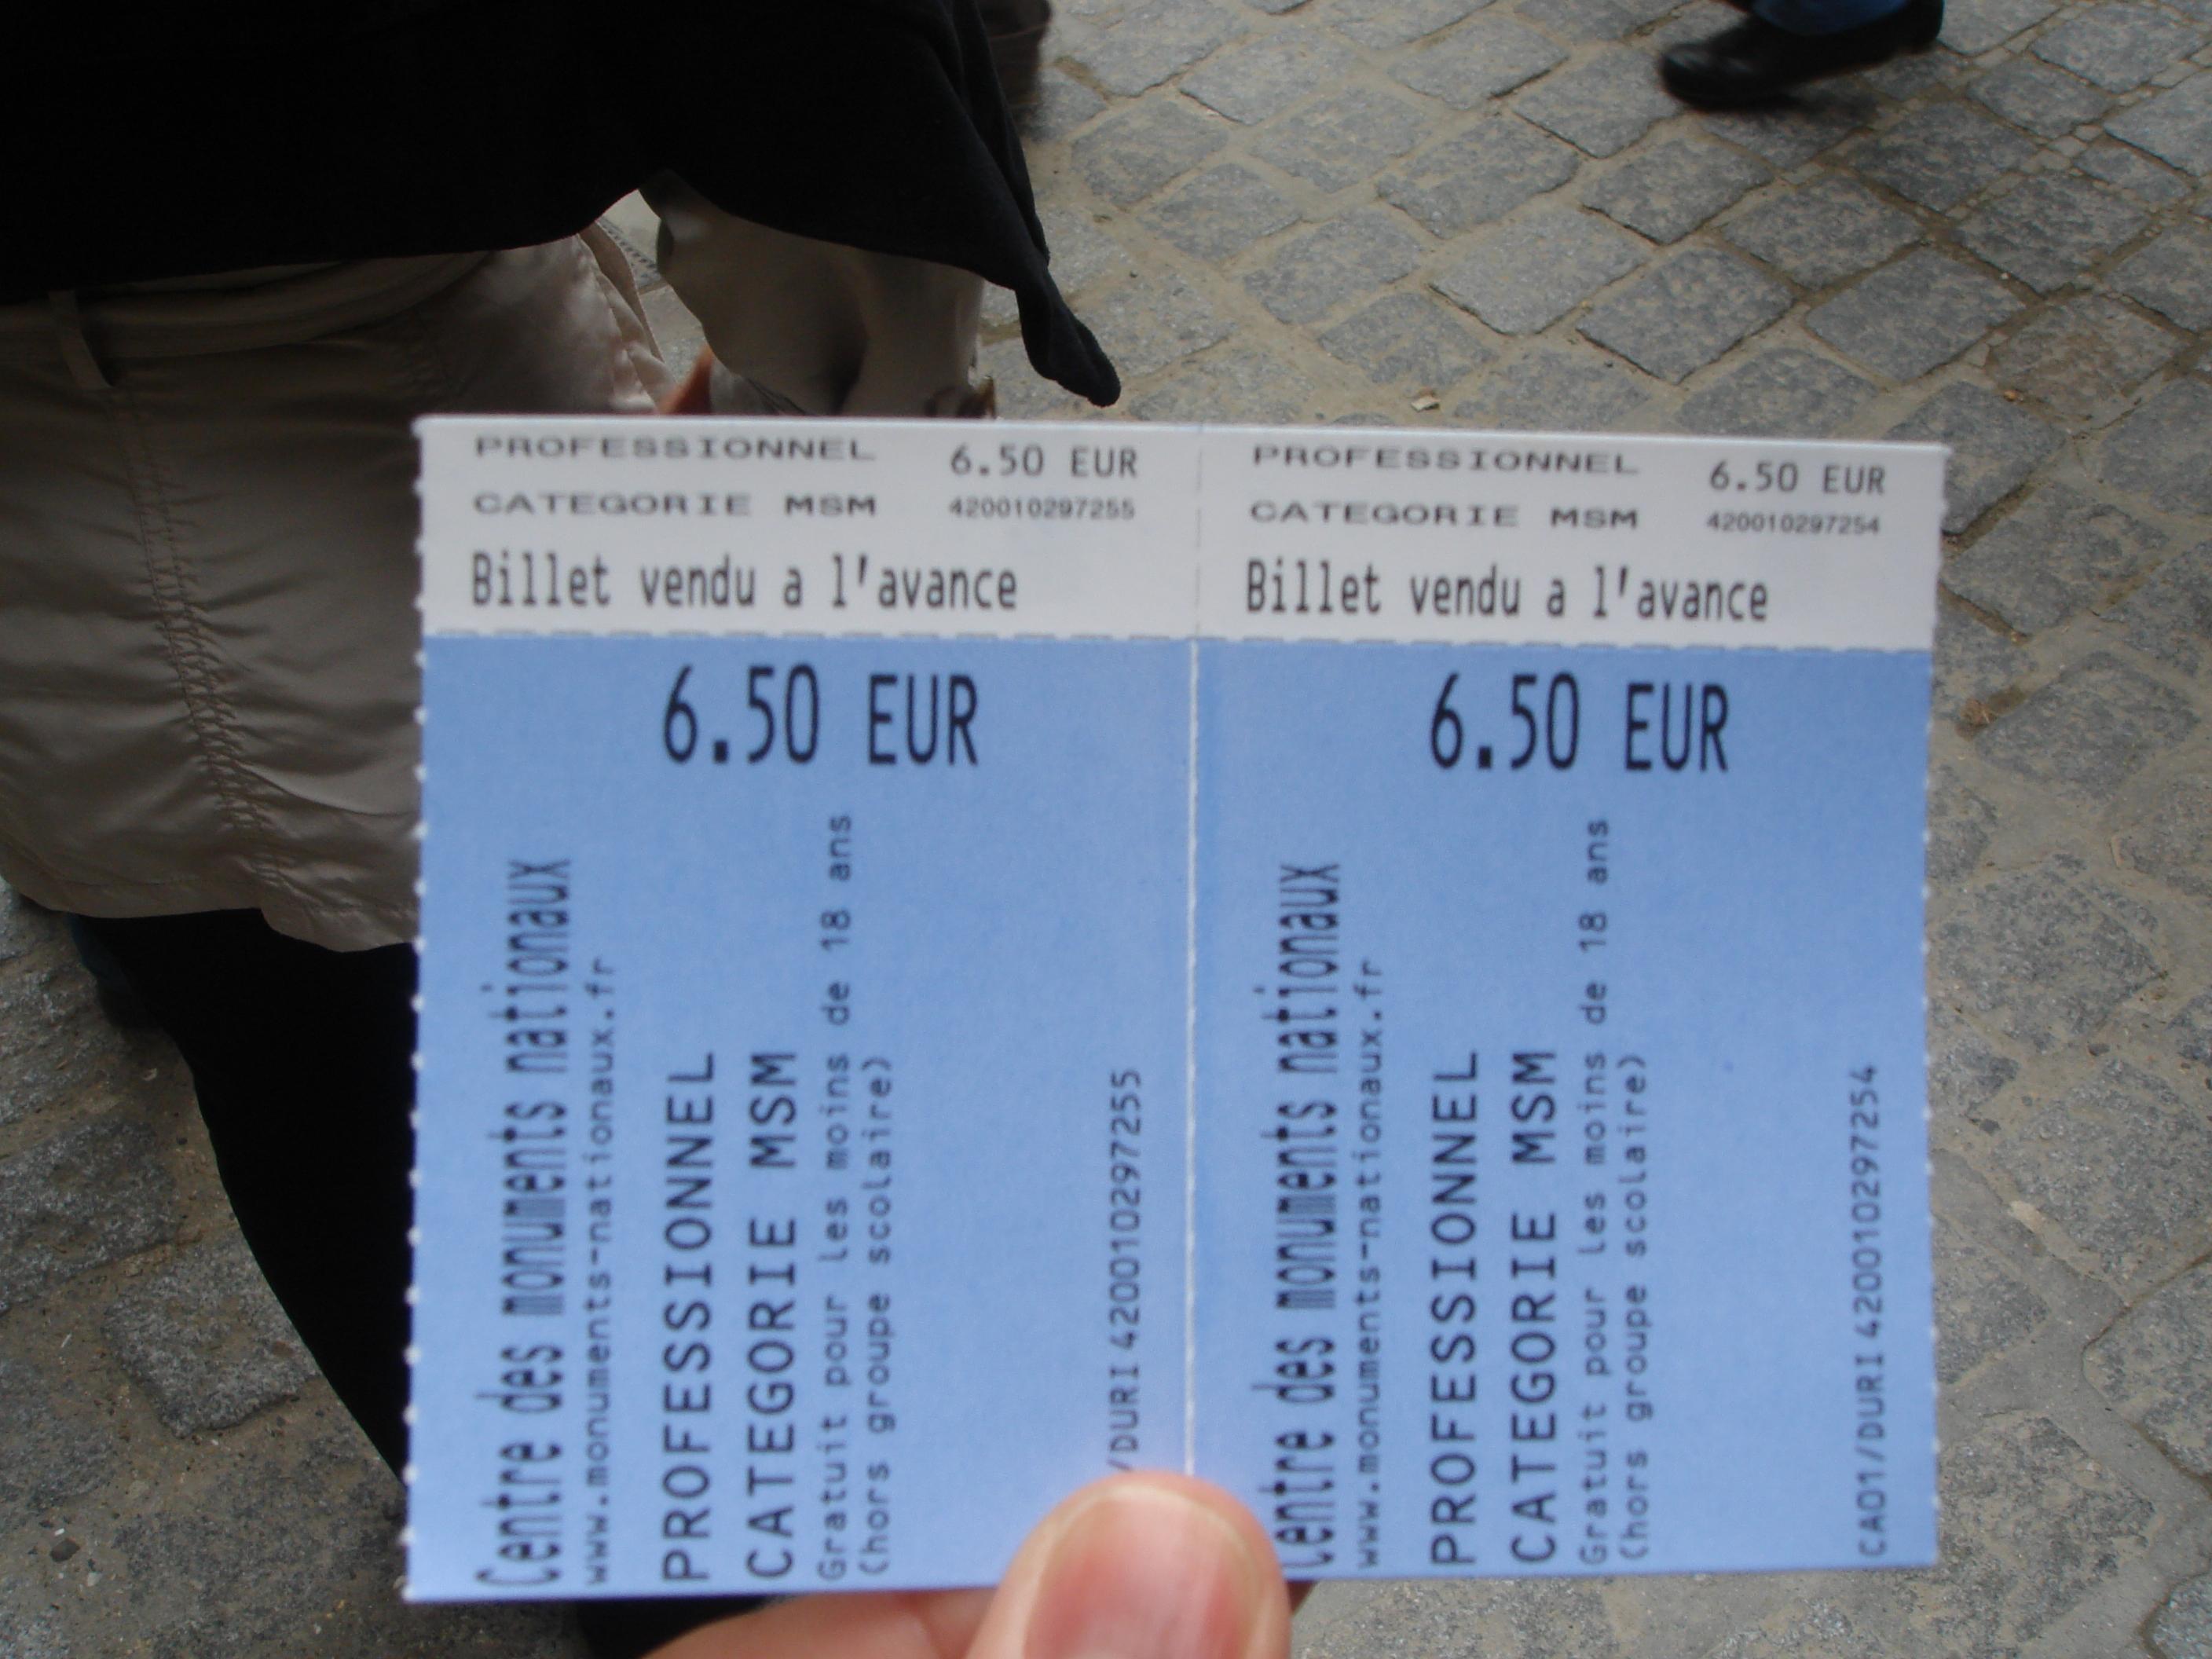 PROFESSIONNEL 6.50 EUR
CATEGORIE MSM 420010297255
Billet vendu a l'avance
6.50 EUR
Centre des monuments nationaux
www.monuments-nationaux.fr
PROFESSIONNEL
CATEGORIE MSM
Gratuit pour les moins de 18 ans
(hors groupe scolaire)
/DURI 420010297255
PROFESSIONNEL 6.50 EUR
CATEGORIE MSM 420010297254
Billet vendu a l'avance
6.50 EUR
Centre des monuments nationaux
www.monuments-nationaux.fr
PROFESSIONNEL
CATEGORIE MSM
Gratuit pour les moins de 18 ans
(hors groupe scolaire)
CA01/DURI 420010297254